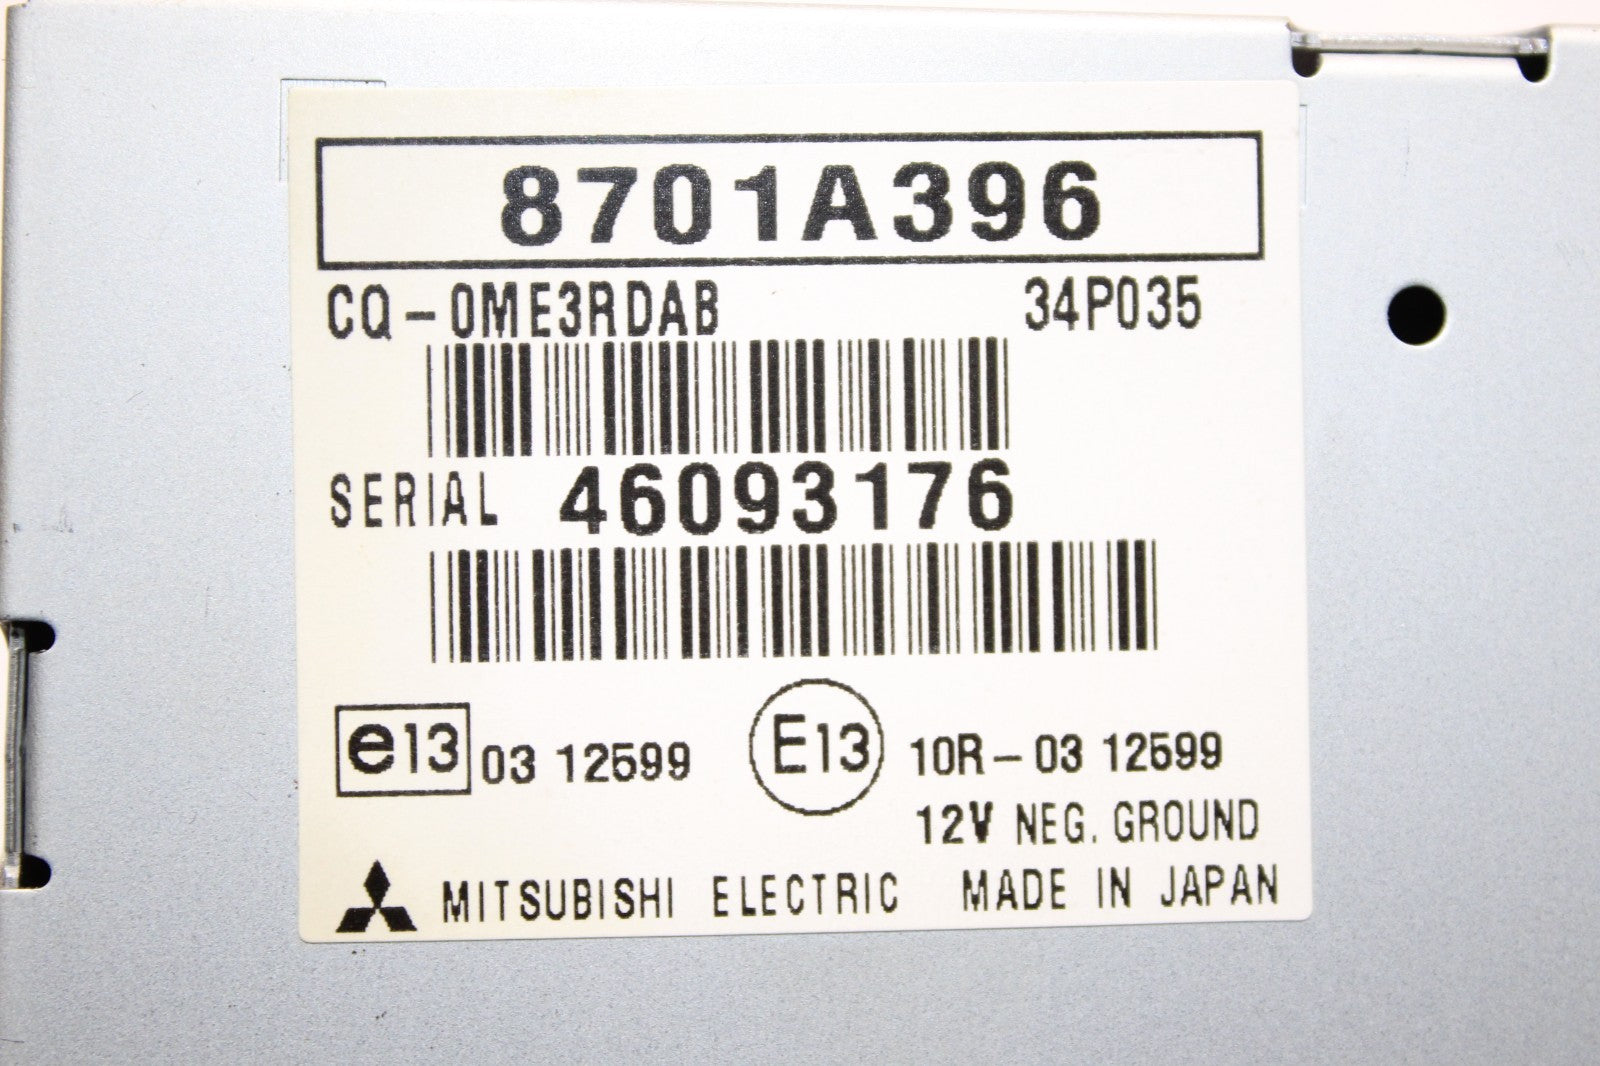 8701A396
CQ-0ME3RDAB 34P035
SERIAL 46093176
e13 03 12599 E13 10R-03 12599
12V NEG. GROUND
MITSUBISHI ELECTRIC MADE IN JAPAN